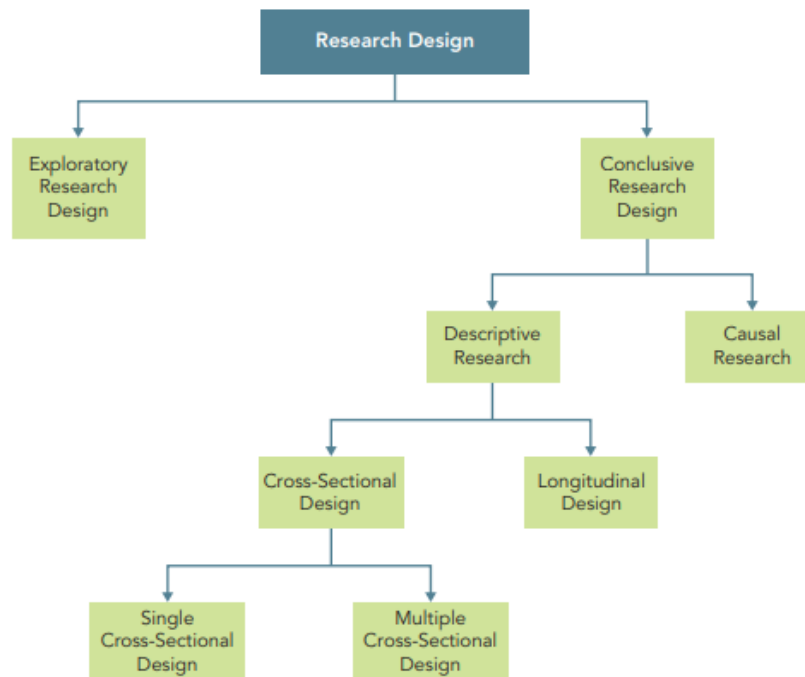 Research Design
Exploratory
Research
Design
Conclusive
Research
Design
Descriptive
Research
Causal
Research
Cross-Sectional
Design
Longitudinal
Design
Single
Cross-Sectional
Design
Multiple
Cross-Sectional
Design